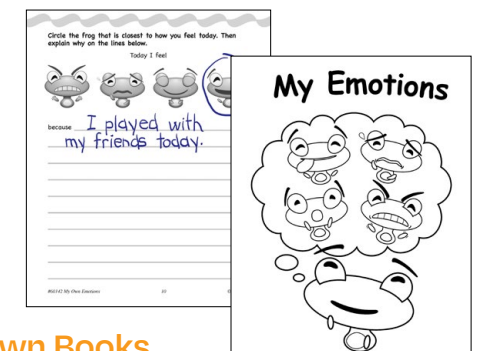 Circle the frog that is closest to how you feel today. Then
explain why on the lines below.
Today I feel
because I played with
my friends today.
My Emotions
wn Books